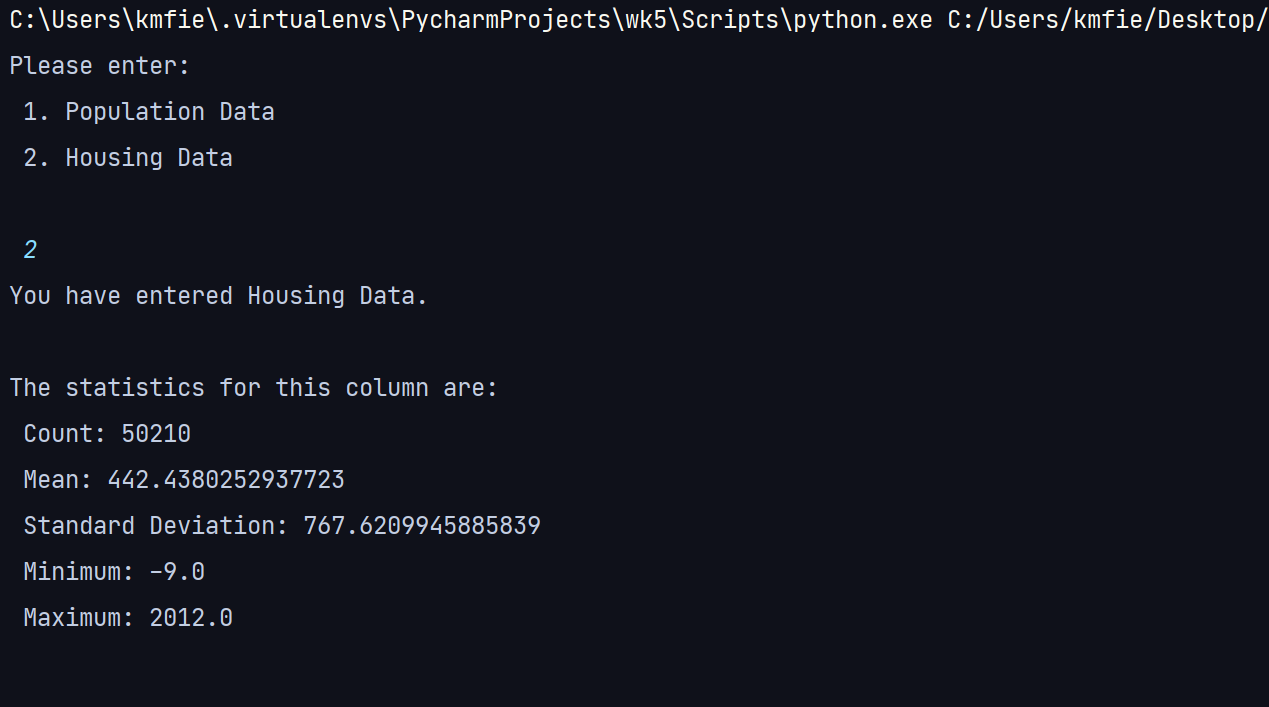 C:\Users\kmfie\.virtualenvs\PycharmProjects\wk5\Scripts\python.exe C:/Users/kmfie/Desktop/
Please enter:
1. Population Data
2. Housing Data
2
You have entered Housing Data.
The statistics for this column are:
Count: 50210
Mean: 442.4380252937723
Standard Deviation: 767.6209945885839
Minimum: -9.0
Maximum: 2012.0